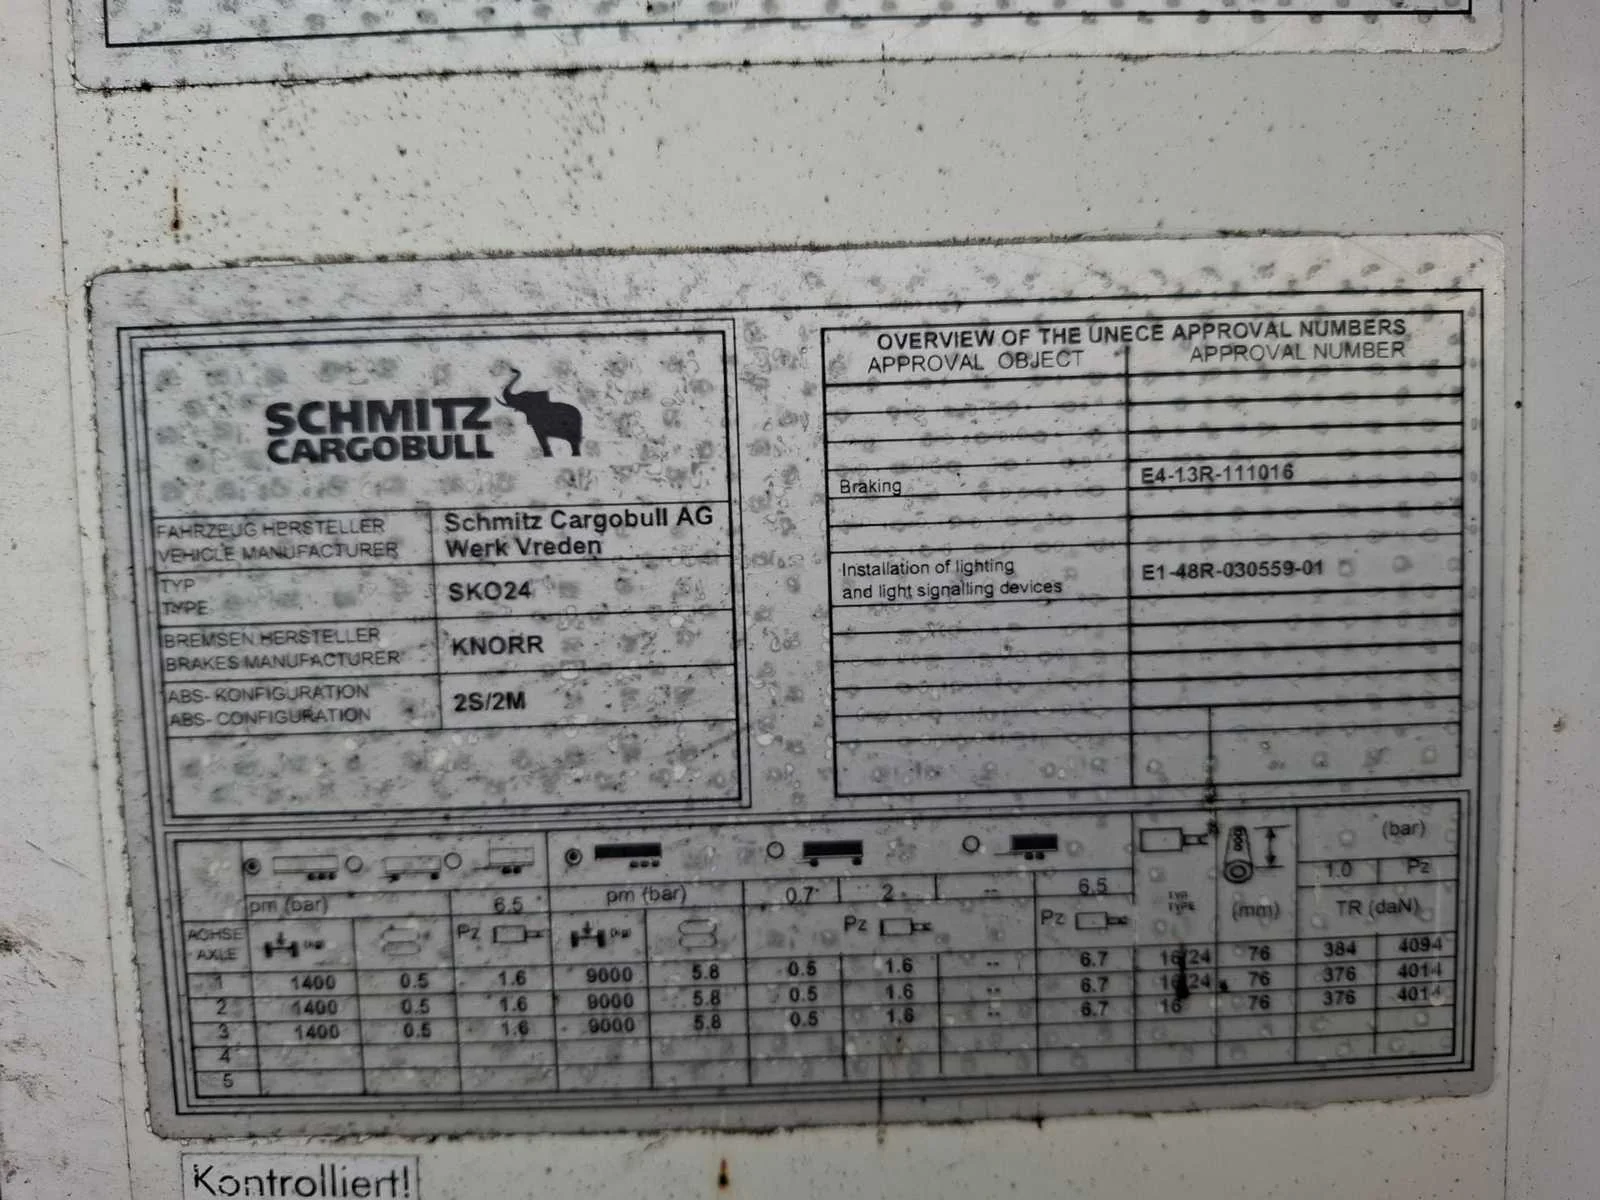 SCHMITZ
CARGOBULL
FAHRZEUG HERSTELLER
VEHICLE MANUFACTURER
Schmitz Cargobull AG
Werk Vreden
TYP
TYPE
SKO24
BREMSEN HERSTELLER
BRAKES MANUFACTURER
KNORR
ABS- KONFIGURATION
ABS- CONFIGURATION
2S/2M
OVERVIEW OF THE UNECE APPROVAL NUMBERS
APPROVAL OBJECT APPROVAL NUMBER
Braking E4-13R-111016
Installation of lighting
and light signalling devices
E1-48R-030559-01
(bar)
1.0 Pz
pm (bar) 6.5 pm (bar) 0.7 2 -- 6.5
TYP
TYPE
(mm) TR (daN)
ACHSE
AXLE
Pz Pz Pz
1 1400 0.5 1.6 9000 5.8 0.5 1.6 -- 6.7 16/24 76 384 4094
2 1400 0.5 1.6 9000 5.8 0.5 1.6 -- 6.7 16/24 76 376 4014
3 1400 0.5 1.6 9000 5.8 0.5 1.6 -- 6.7 16 76 376 4014
4
5
Kontrolliert!